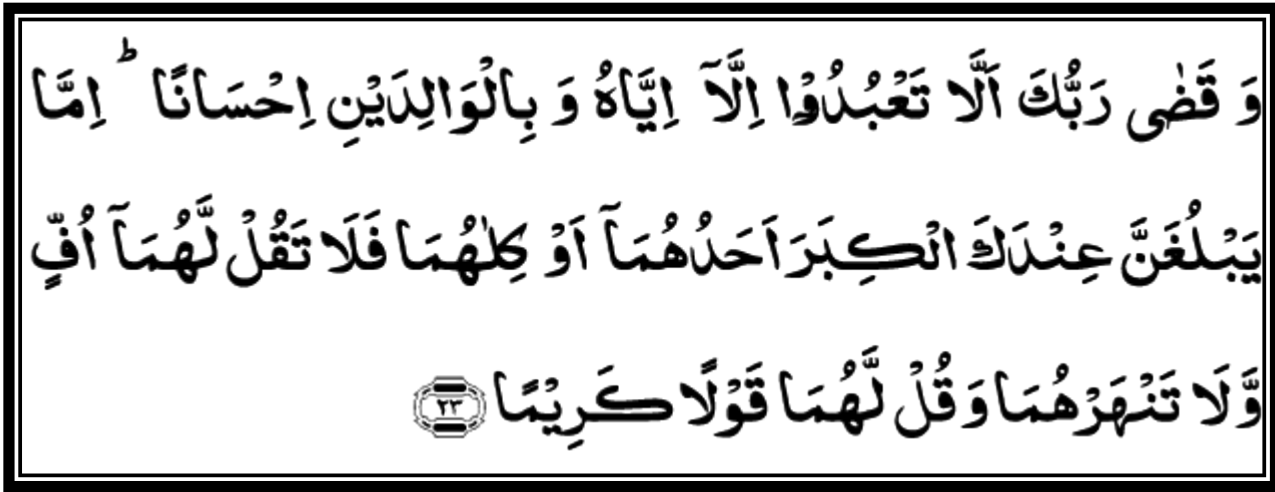 وَ قَضٰی رَبُّكَ اَلَّا تَعْبُدُوْۤا اِلَّاۤ اِیَّاهُ وَ بِالْوَالِدَیْنِ اِحْسَانًاؕ اِمَّا
یَبْلُغَنَّ عِنْدَكَ الْكِبَرَ اَحَدُهُمَاۤ اَوْ كِلٰهُمَا فَلَا تَقُلْ لَّهُمَاۤ اُفٍّ
وَّ لَا تَنْهَرْهُمَا وَ قُلْ لَّهُمَا قَوْلًا كَرِیْمًا ۝۲۳